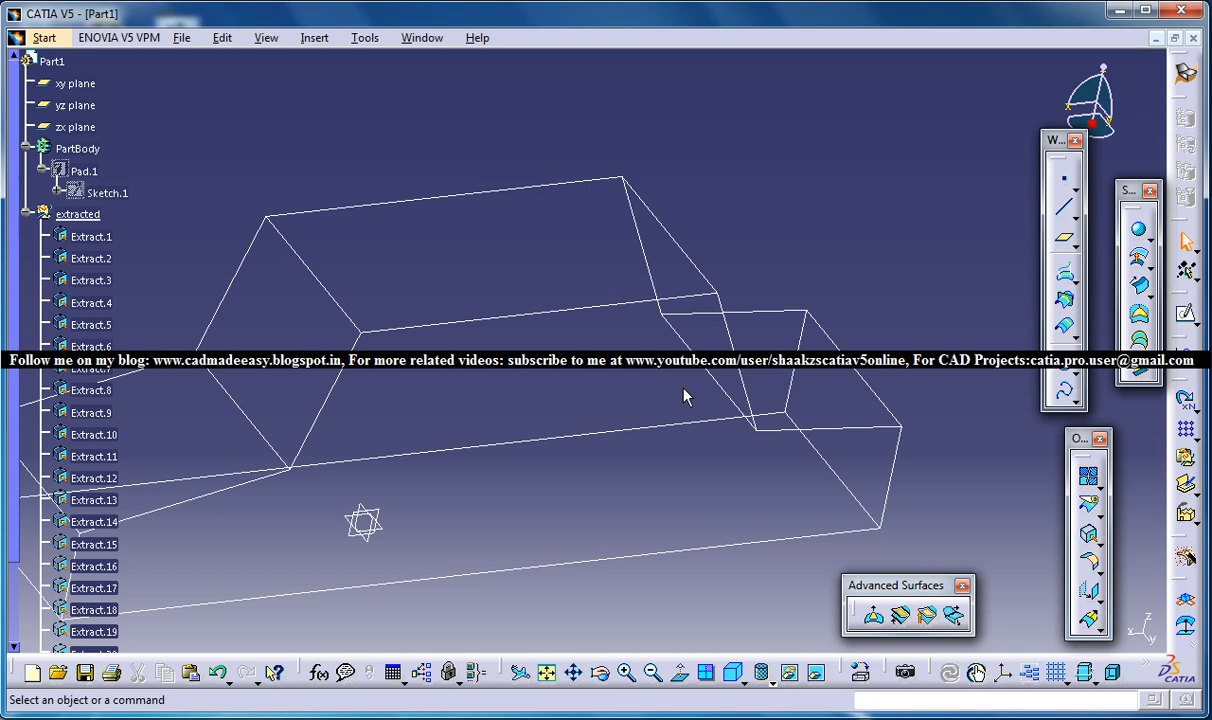 CATIA V5 - [Part1]
Start ENOVIA V5 VPM File Edit View Insert Tools Window Help
Part1
xy plane
yz plane
zx plane
PartBody
Pad.1
Sketch.1
extracted
Extract.1
Extract.2
Extract.3
Extract.4
Extract.5
Extract.6
Follow me on my blog: www.cadmadeeasy.blogspot.in, For more related videos: subscribe to me at www.youtube.com/user/shaakzscatiav5online, For CAD Projects:catia.pro.user@gmail.com
Extract.8
Extract.9
Extract.10
Extract.11
Extract.12
Extract.13
Extract.14
Extract.15
Extract.16
Extract.17
Extract.18
Extract.19
W...
S...
O...
Advanced Surfaces
z
x
CATIA
Select an object or a command